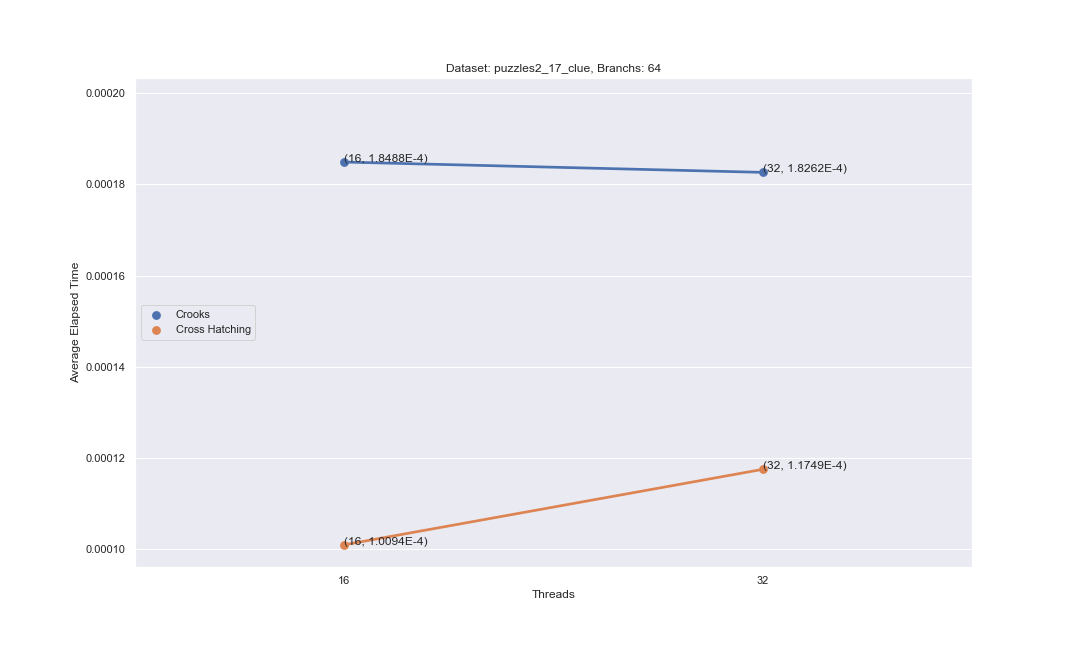 Dataset: puzzles2_17_clue, Branchs: 64
0.00020
(16, 1.8488E-4)
(32, 1.8262E-4)
0.00018
0.00016
Average Elapsed Time
Crooks
Cross Hatching
0.00014
0.00012
(32, 1.1749E-4)
(16, 1.0094E-4)
0.00010
16
32
Threads